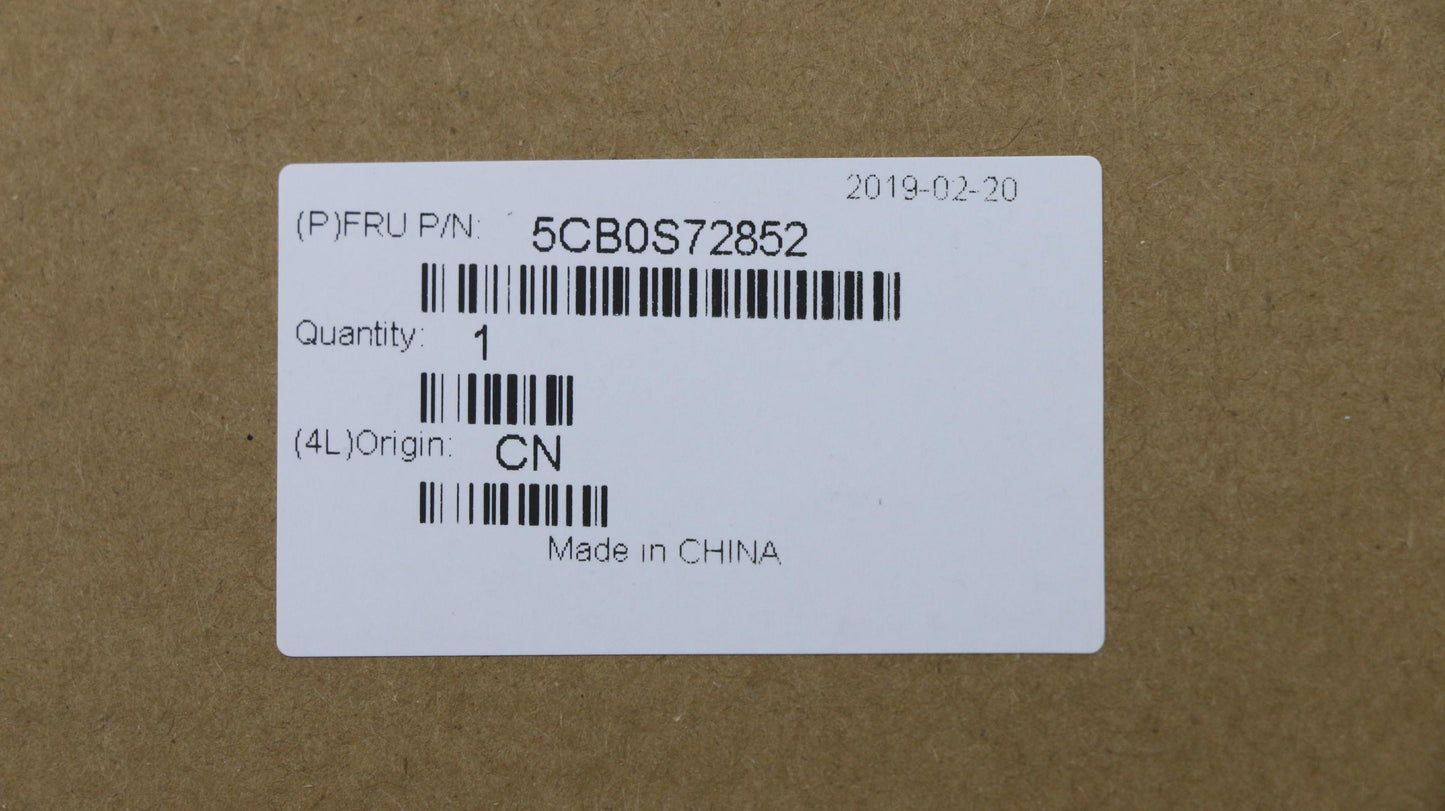 2019-02-20
(P)FRU P/N: 5CB0S72852
Quantity: 1
(4L)Origin: CN
Made in CHINA